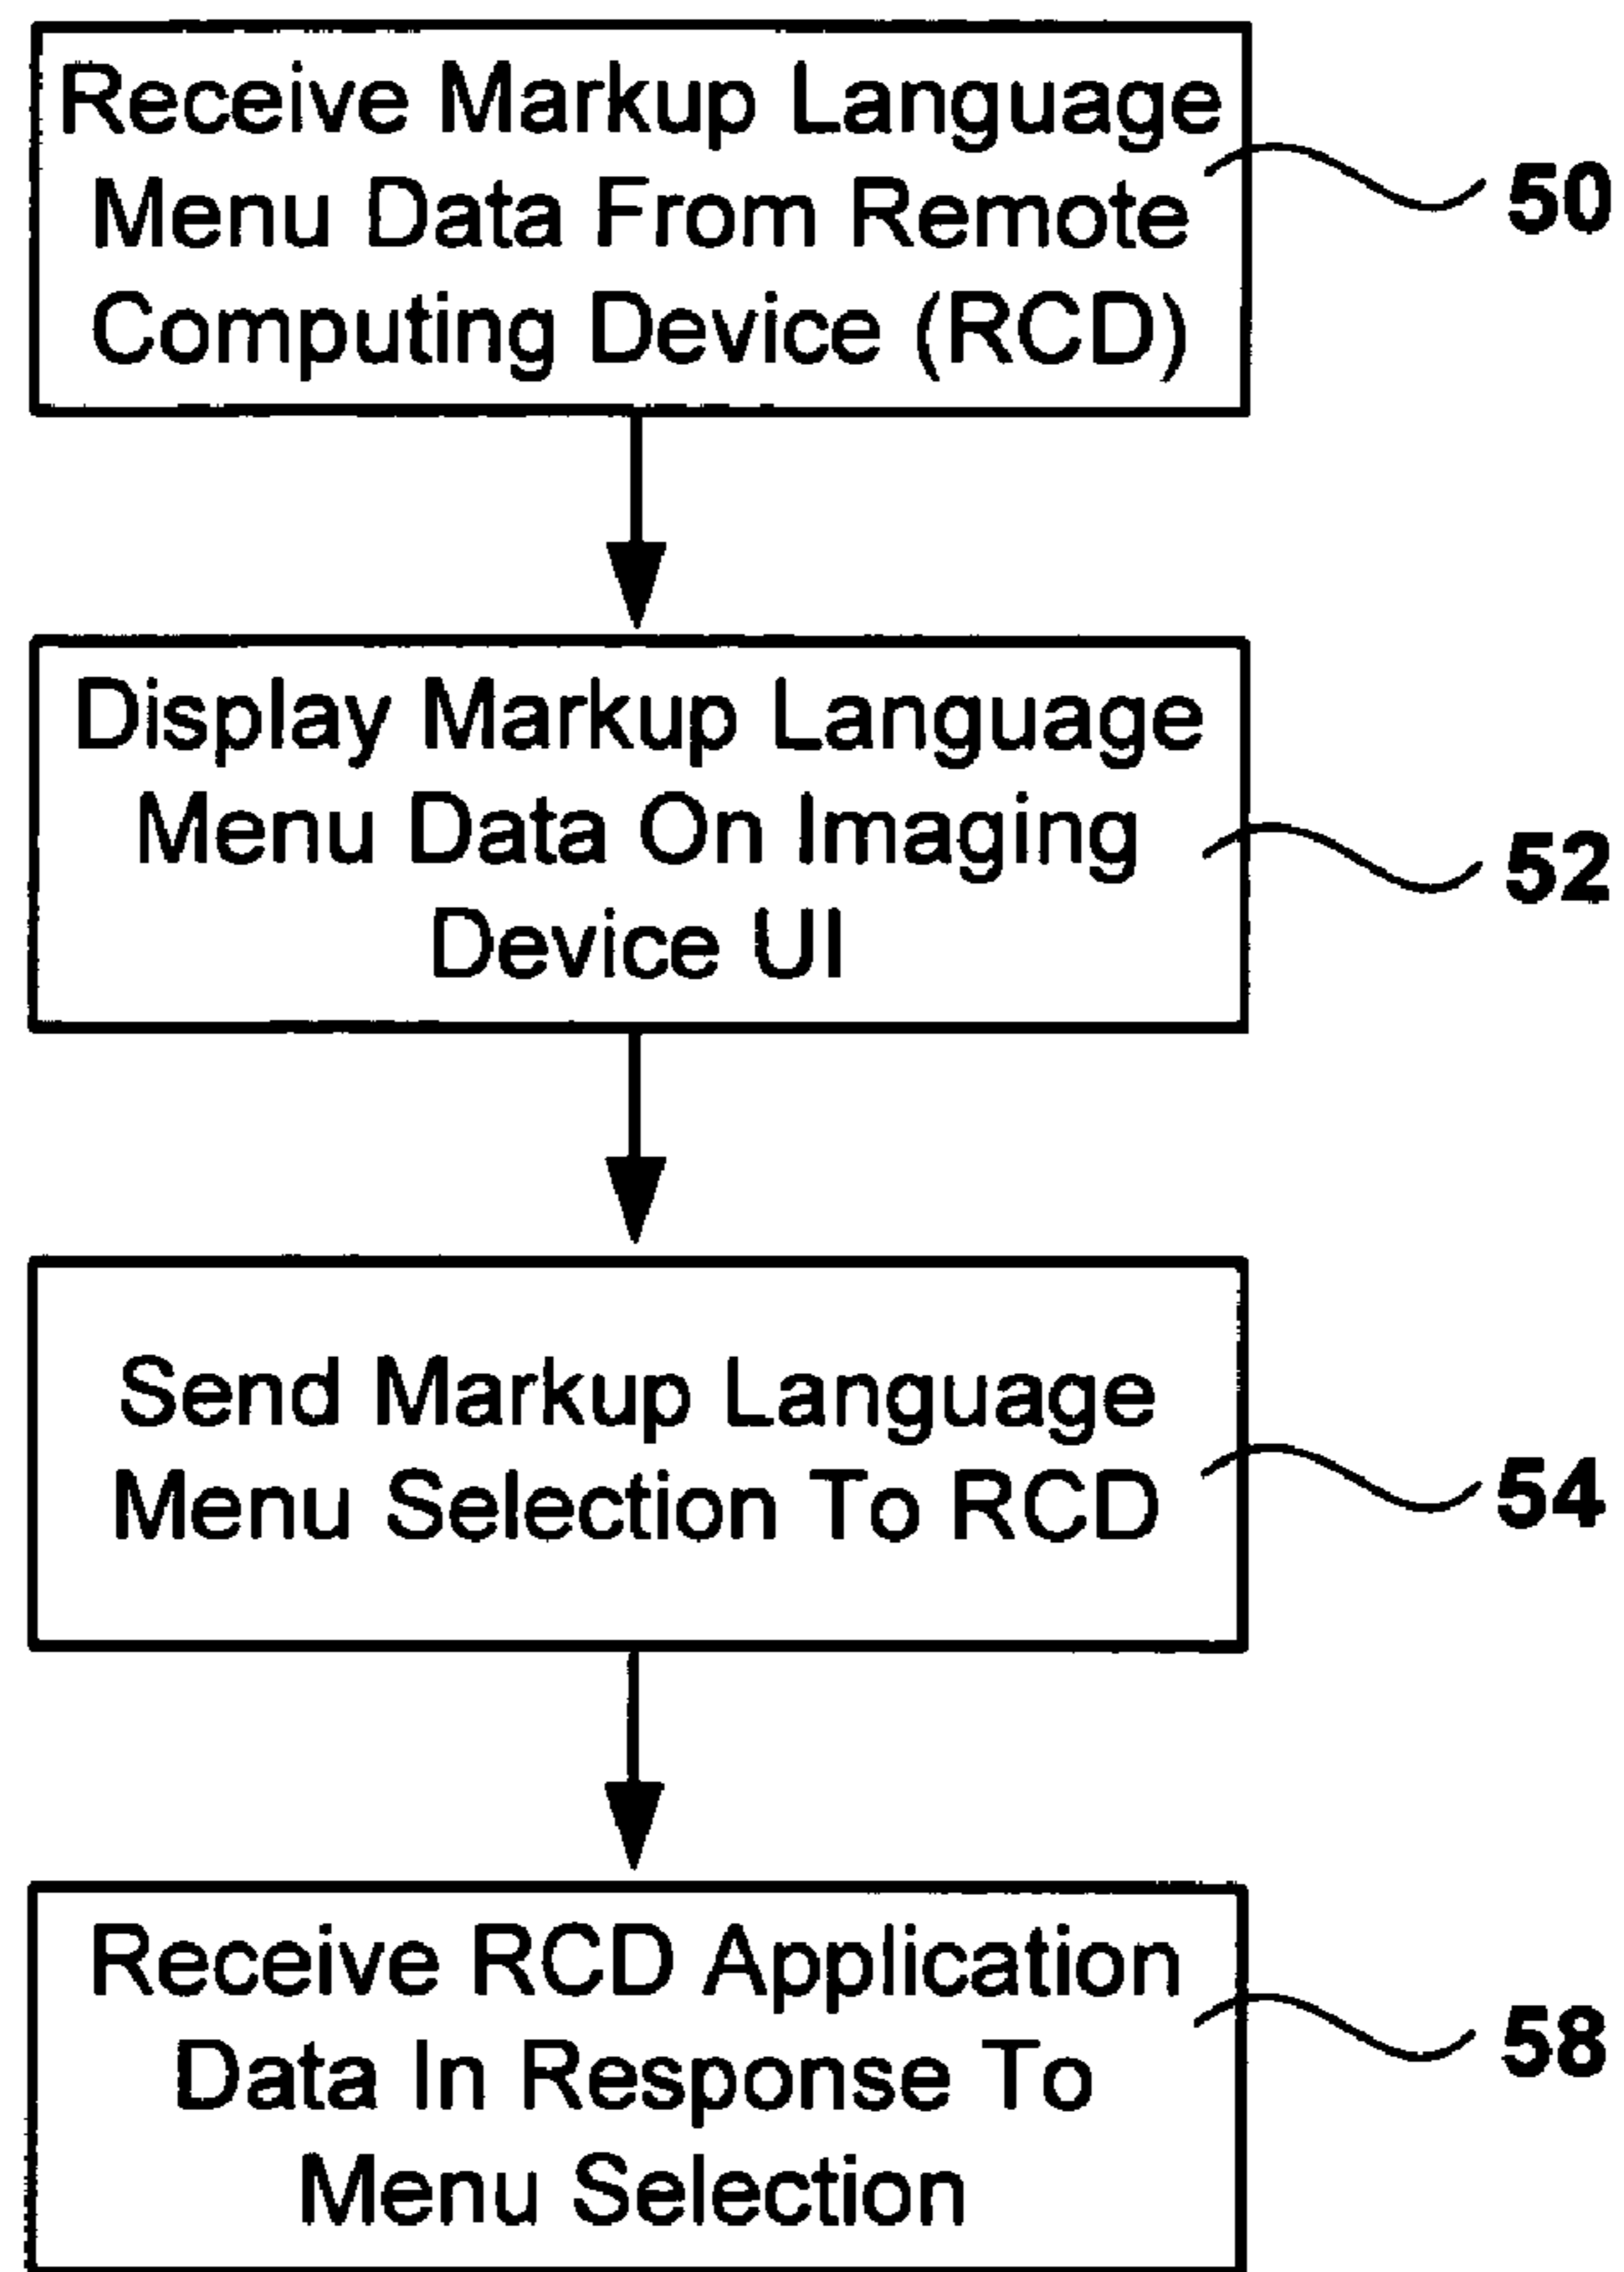 Receive Markup Language
Menu Data From Remote
Computing Device (RCD)
50
Display Markup Language
Menu Data On Imaging
Device UI
52
Send Markup Language
Menu Selection To RCD
54
Receive RCD Application
Data In Response To
Menu Selection
58